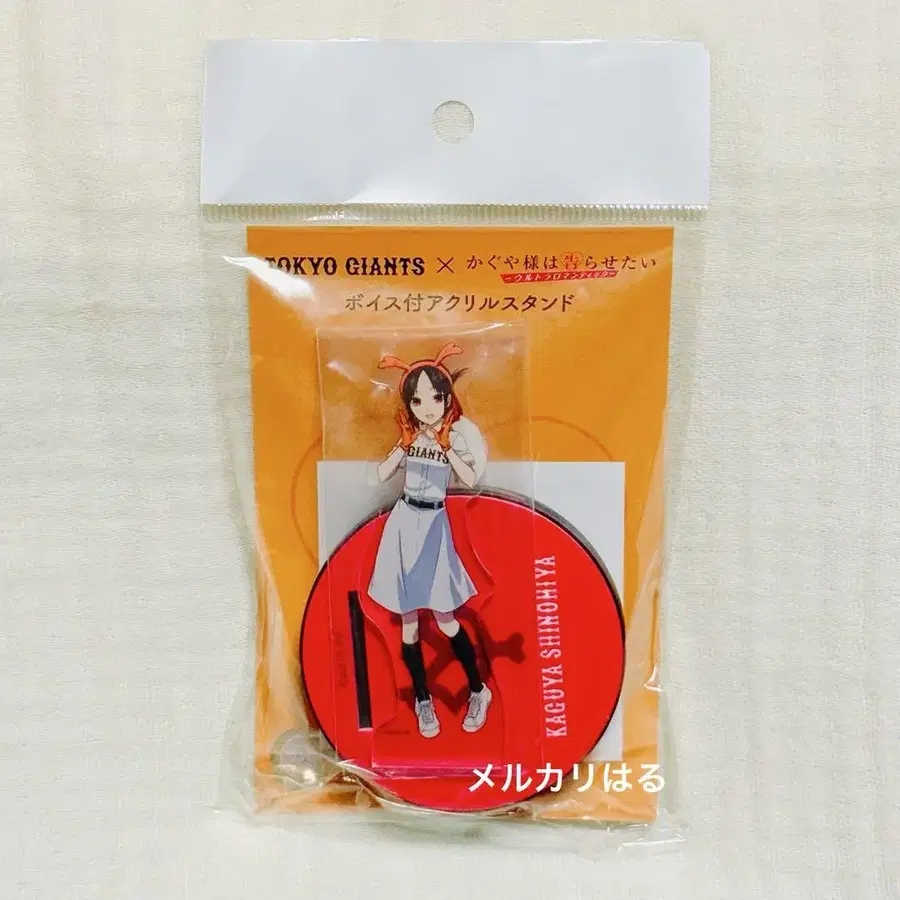 TOKYO GIANTS × かぐや様は告らせたい
~ウルトラロマンティック~
ボイス付アクリルスタンド
GIANTS
KAGUYA SHINOMIYA
メルカリはる